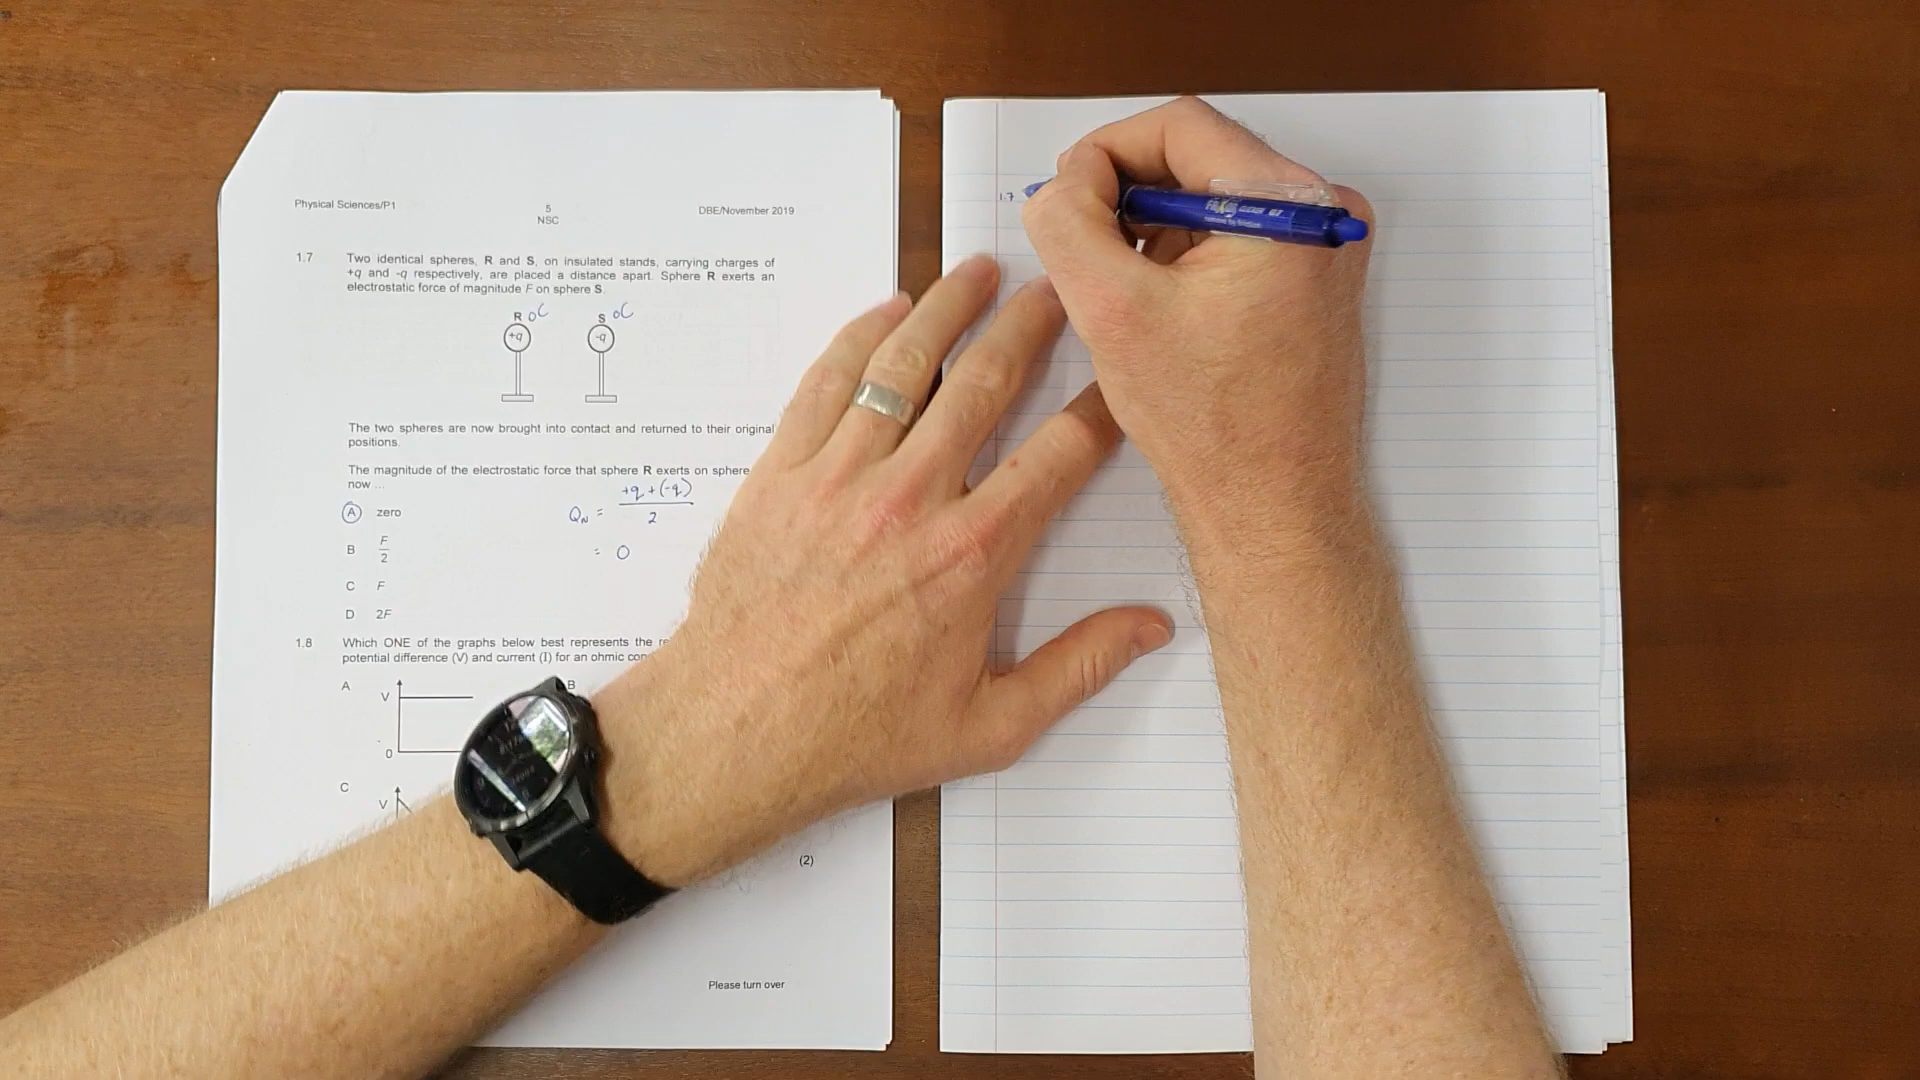 Physical Sciences/P1
5
NSC
DBE/November 2019
1.7 Two identical spheres, R and S, on insulated stands, carrying charges of
+q and -q respectively, are placed a distance apart. Sphere R exerts an
electrostatic force of magnitude F on sphere S.
R 0C S 0C
+q -q
The two spheres are now brought into contact and returned to their original
positions.
The magnitude of the electrostatic force that sphere R exerts on sphere
now ...
A zero
B F/2
C F
D 2F
QN = +q + (-q)
2
= 0
1.8 Which ONE of the graphs below best represents the
potential difference (V) and current (I) for an ohmic
A V 0
B
C V
(2)
Please turn over
1.7
FRIXION CLICKER 07